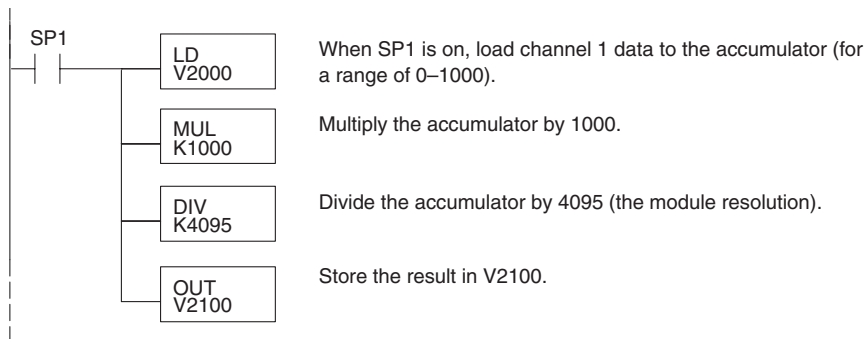 SP1
LD
V2000
When SP1 is on, load channel 1 data to the accumulator (for
a range of 0–1000).
MUL
K1000
Multiply the accumulator by 1000.
DIV
K4095
Divide the accumulator by 4095 (the module resolution).
OUT
V2100
Store the result in V2100.